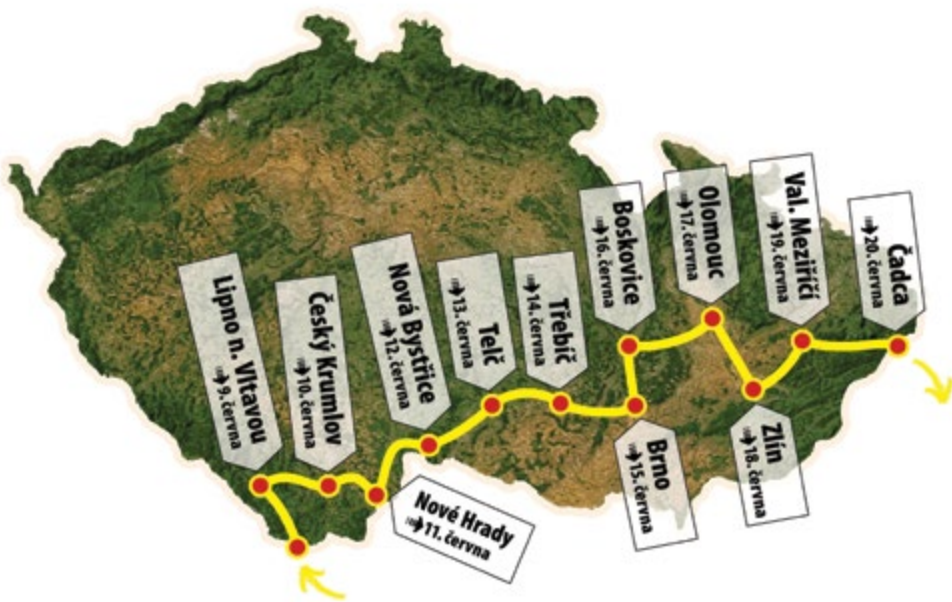 Lipno n. Vltavou
9. června
Český Krumlov
10. června
Nové Hrady
11. června
Nová Bystřice
12. června
Telč
13. června
Třebíč
14. června
Brno
15. června
Boskovice
16. června
Olomouc
17. června
Zlín
18. června
Val. Meziříčí
19. června
Čadca
20. června